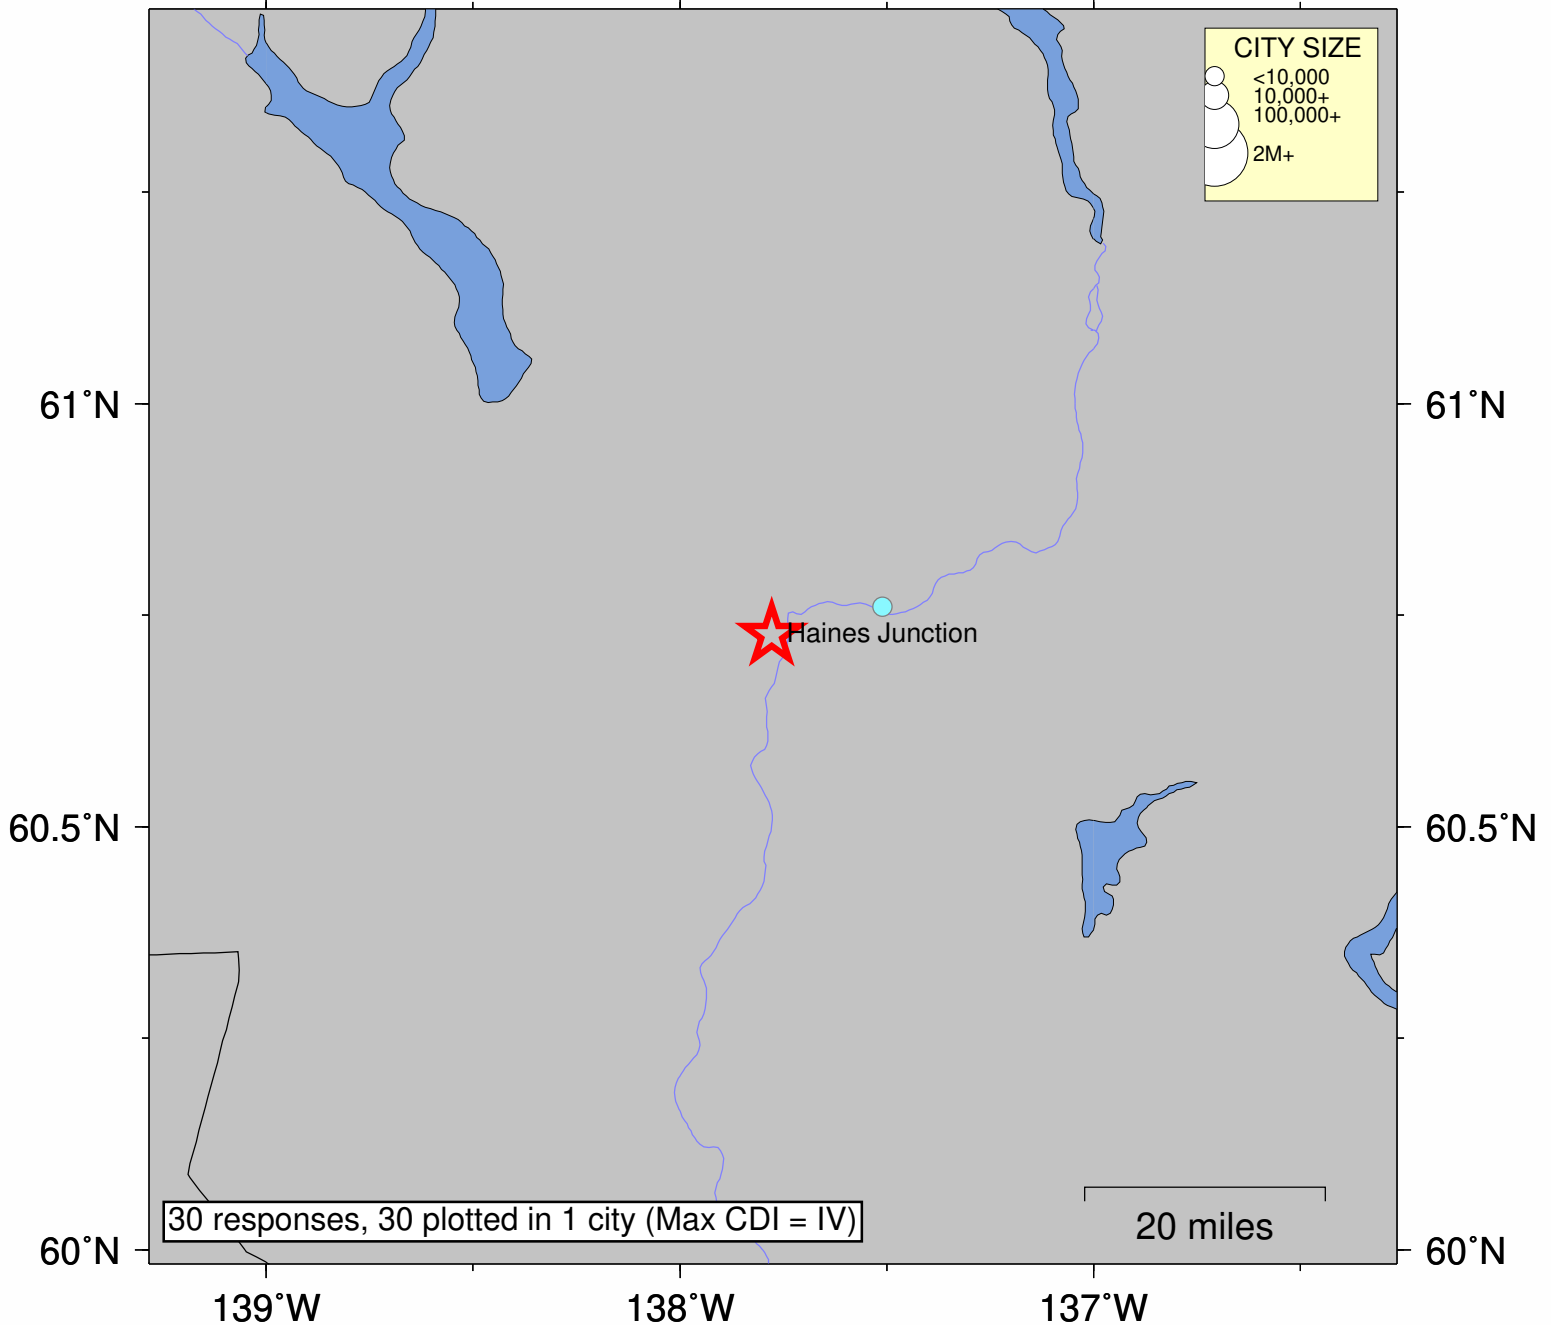 CITY SIZE
<10,000
10,000+
100,000+
2M+
61˚N
61˚N
Haines Junction
60.5˚N
60.5˚N
30 responses, 30 plotted in 1 city (Max CDI = IV)
20 miles
60˚N
60˚N
139˚W
138˚W
137˚W